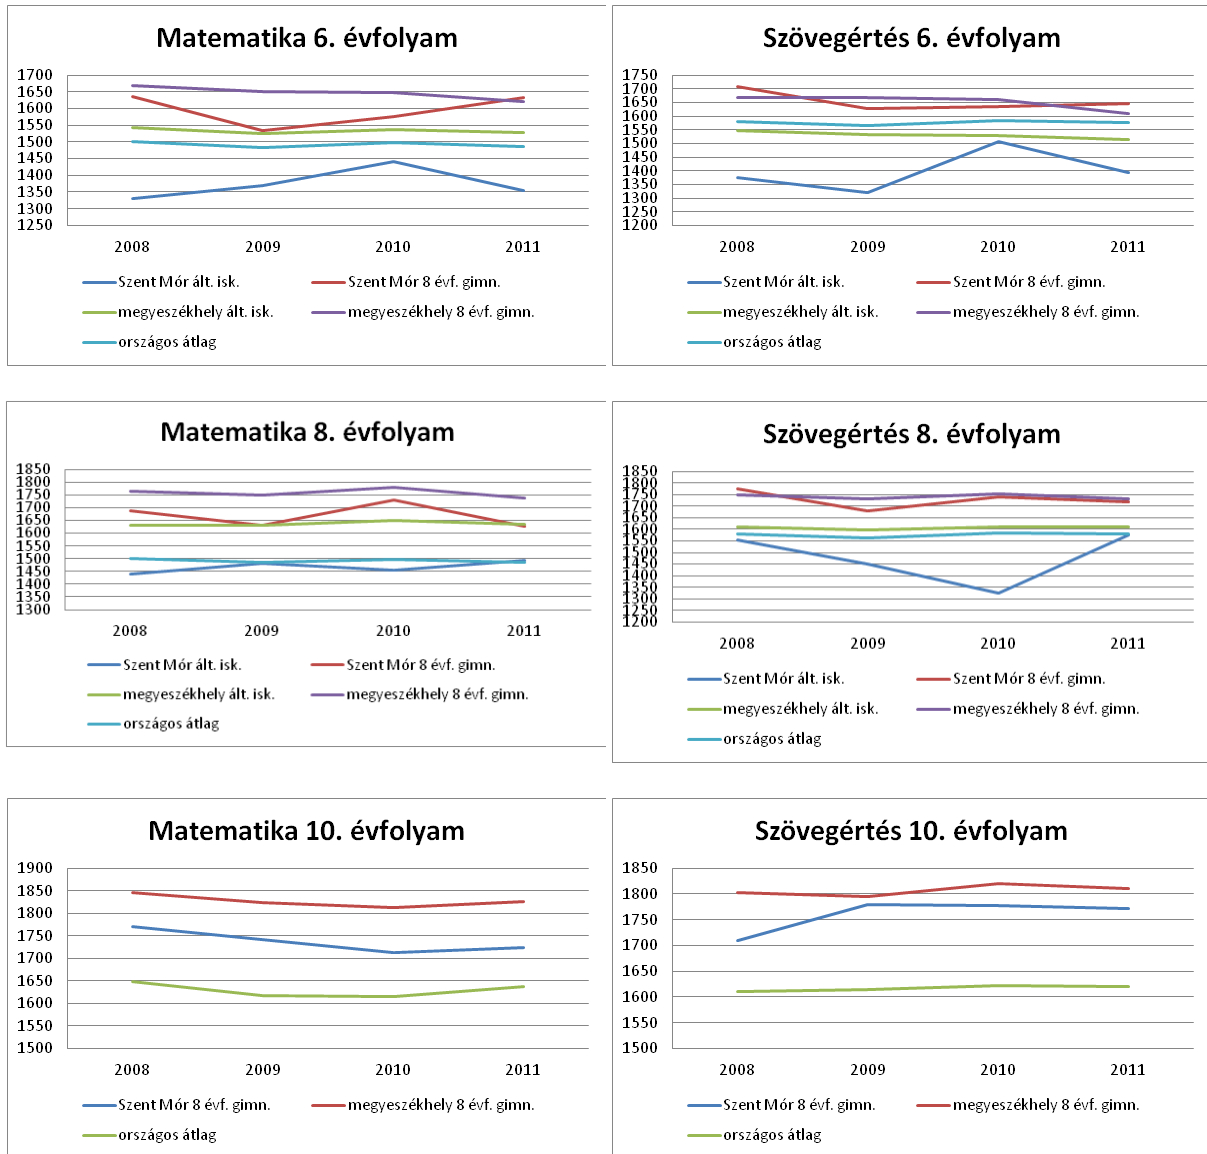 Matematika 6. évfolyam
1700
1650
1600
1550
1500
1450
1400
1350
1300
1250
2008 2009 2010 2011
Szent Mór ált. isk. Szent Mór 8 évf. gimn.
megyeszékhely ált. isk. megyeszékhely 8 évf. gimn.
országos átlag
Szövegértés 6. évfolyam
1750
1700
1650
1600
1550
1500
1450
1400
1350
1300
1250
1200
2008 2009 2010 2011
Szent Mór ált. isk. Szent Mór 8 évf. gimn.
megyeszékhely ált. isk. megyeszékhely 8 évf. gimn.
országos átlag
Matematika 8. évfolyam
1850
1800
1750
1700
1650
1600
1550
1500
1450
1400
1350
1300
2008 2009 2010 2011
Szent Mór ált. isk. Szent Mór 8 évf. gimn.
megyeszékhely ált. isk. megyeszékhely 8 évf. gimn.
országos átlag
Szövegértés 8. évfolyam
1850
1800
1750
1700
1650
1600
1550
1500
1450
1400
1350
1300
1250
1200
2008 2009 2010 2011
Szent Mór ált. isk. Szent Mór 8 évf. gimn.
megyeszékhely ált. isk. megyeszékhely 8 évf. gimn.
országos átlag
Matematika 10. évfolyam
1900
1850
1800
1750
1700
1650
1600
1550
1500
2008 2009 2010 2011
Szent Mór 8 évf. gimn. megyeszékhely 8 évf. gimn.
országos átlag
Szövegértés 10. évfolyam
1850
1800
1750
1700
1650
1600
1550
1500
2008 2009 2010 2011
Szent Mór 8 évf. gimn. megyeszékhely 8 évf. gimn.
országos átlag